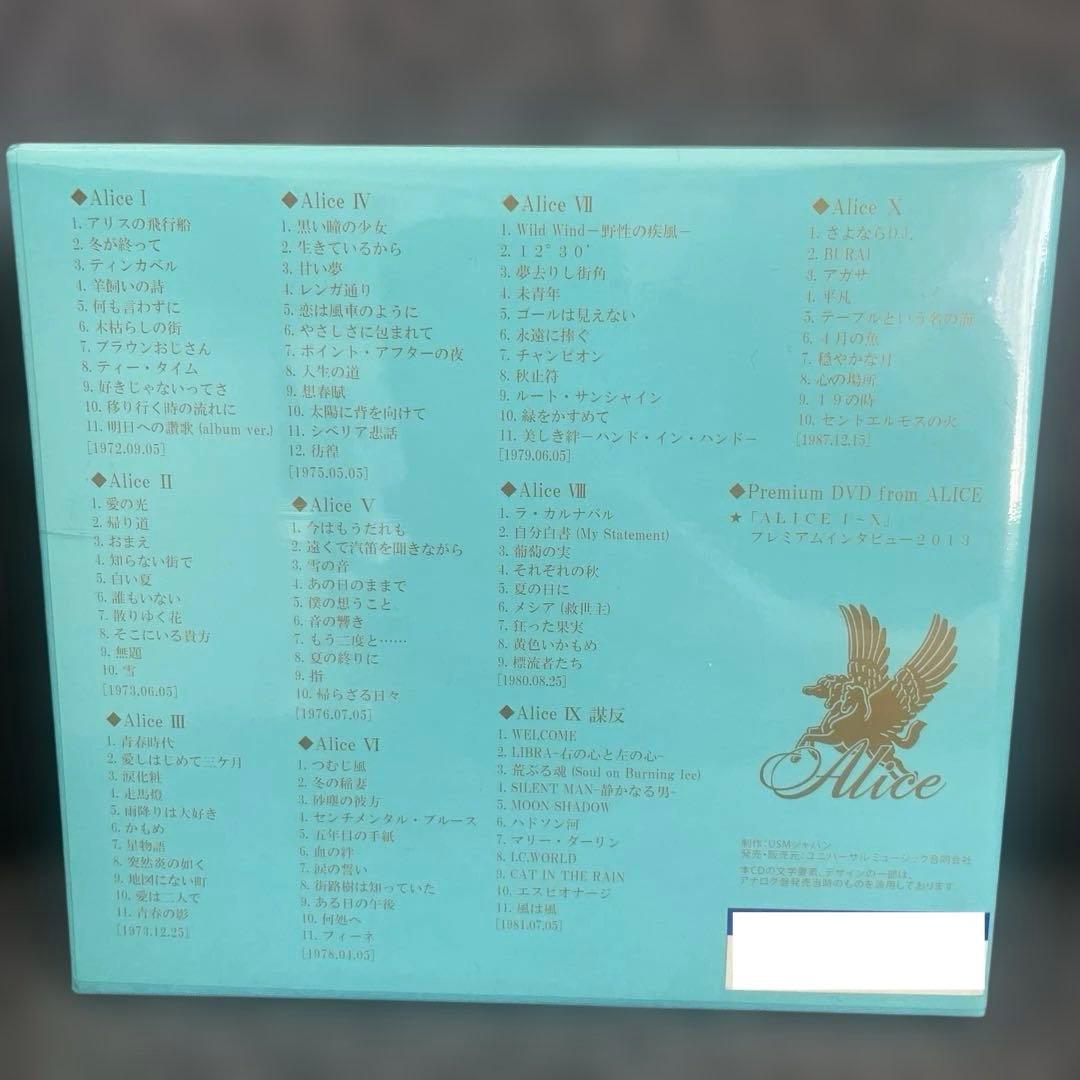 ◆Alice I
1. アリスの飛行船
2. 冬が終って
3. ティンカベル
4. 羊飼いの詩
5. 何も言わずに
6. 木枯らしの街
7. ブラウンおじさん
8. ティー・タイム
9. 好きじゃないってさ
10. 移り行く時の流れに
11. 明日への讃歌 (album ver.)
[1972.09.05]
◆Alice II
1. 愛の光
2. 帰り道
3. おまえ
4. 知らない街で
5. 白い夏
6. 誰もいない
7. 散りゆく花
8. そこにいる貴方
9. 無題
10. 雪
[1973.06.05]
◆Alice III
1. 青春時代
2. 愛しはじめて三ケ月
3. 涙化粧
4. 走馬燈
5. 雨降りは大好き
6. かもめ
7. 星物語
8. 突然炎の如く
9. 地図にない町
10. 愛は二人で
11. 青春の影
[1973.12.25]
◆Alice IV
1. 黒い瞳の少女
2. 生きているから
3. 甘い夢
4. レンガ通り
5. 恋は風車のように
6. やさしさに包まれて
7. ポイント・アフターの夜
8. 人生の道
9. 想春賦
10. 太陽に背を向けて
11. シベリア悲話
12. 彷徨
[1975.05.05]
◆Alice V
1. 今はもうだれも
2. 遠くで汽笛を聞きながら
3. 雪の音
4. あの日のままで
5. 僕の想うこと
6. 音の響き
7. もう二度と……
8. 夏の終りに
9. 指
10. 帰らざる日々
[1976.07.05]
◆Alice VI
1. つむじ風
2. 冬の稲妻
3. 砂塵の彼方
4. センチメンタル・ブルース
5. 五年目の手紙
6. 血の絆
7. 涙の誓い
8. 街路樹は知っていた
9. ある日の午後
10. 何処へ
11. フィーネ
[1978.04.05]
◆Alice VII
1. Wild Wind－野性の疾風－
2. １２°３０’
3. 夢去りし街角
4. 未青年
5. ゴールは見えない
6. 永遠に捧ぐ
7. チャンピオン
8. 秋止符
9. ルート・サンシャイン
10. 緑をかすめて
11. 美しき絆－ハンド・イン・ハンド－
[1979.06.05]
◆Alice VIII
1. ラ・カルナバル
2. 自分白書 (My Statement)
3. 葡萄の実
4. それぞれの秋
5. 夏の日に
6. メシア (救世主)
7. 狂った果実
8. 黄色いかもめ
9. 標流者たち
[1980.08.25]
◆Alice IX 謀反
1. WELCOME
2. LIBRA-右の心と左の心-
3. 荒ぶる魂 (Soul on Burning Ice)
4. SILENT MAN-静かなる男-
5. MOON SHADOW
6. ハドソン河
7. マリー・ダーリン
8. I.C.WORLD
9. CAT IN THE RAIN
10. エスピオナージ
11. 風は風
[1981.07.05]
◆Alice X
1. さよならD.J.
2. BURAI
3. アガサ
4. 平凡
5. テーブルという名の海
6. ４月の魚
7. 穏やかな月
8. 心の場所
9. １９の時
10. セントエルモスの火
[1987.12.15]
◆Premium DVD from ALICE
★「ＡＬＩＣＥ Ｉ～Ｘ」
プレミアムインタビュー２０１３
Alice
制作：USMジャパン
発売・販売元：ユニバーサルミュージック合同会社
本CDの文字要素、デザインの一部は、
アナログ盤発売当時のものを流用しております。